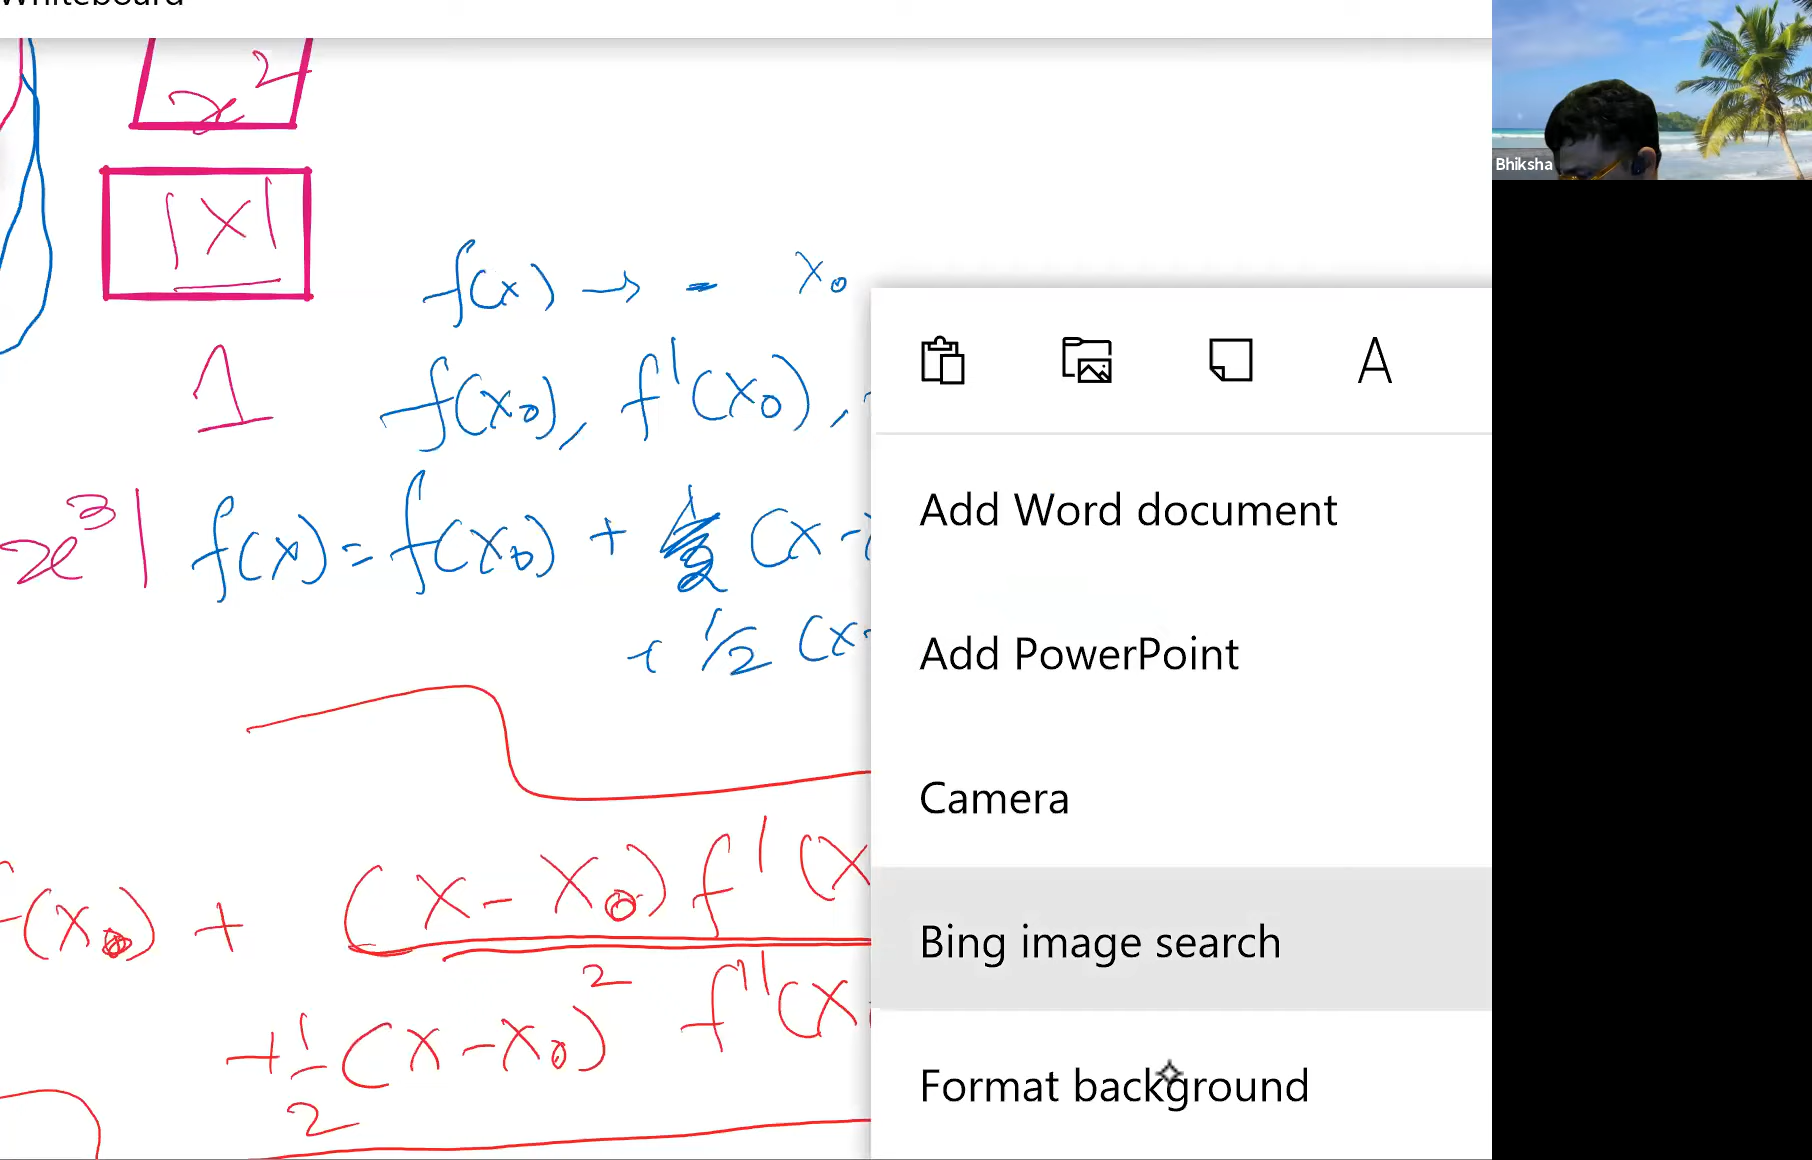 Whiteboard
x²
|x|
1
x³|
f(x) → - x₀
f(x₀), f'(x₀),
f(x) = f(x₀) + (x-
+ 1/2 (x-
f(x₀) + (x-x₀) f'(x
+ 1/2 (x-x₀)² f''(x
A
Add Word document
Add PowerPoint
Camera
Bing image search
Format background
Bhiksha